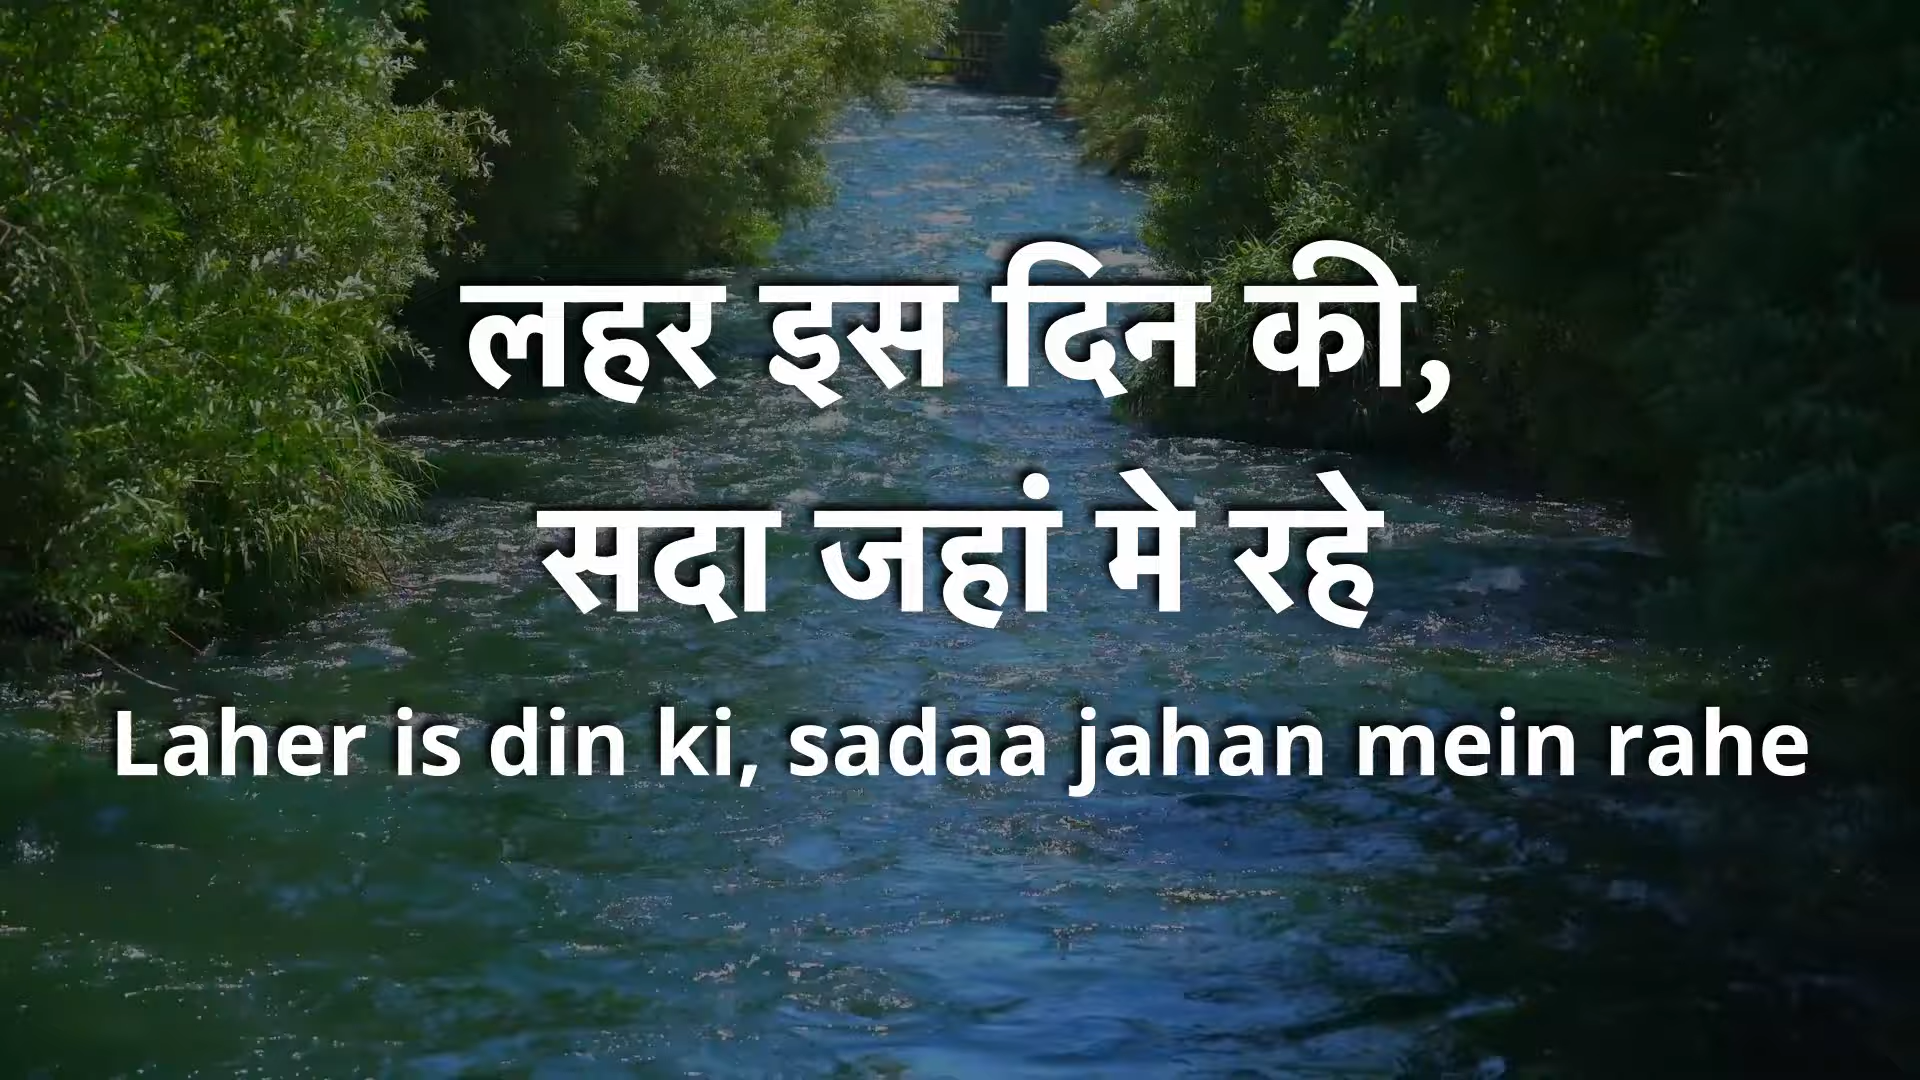 लहर इस दिन की,
सदा जहां मे रहे
Laher is din ki, sadaa jahan mein rahe